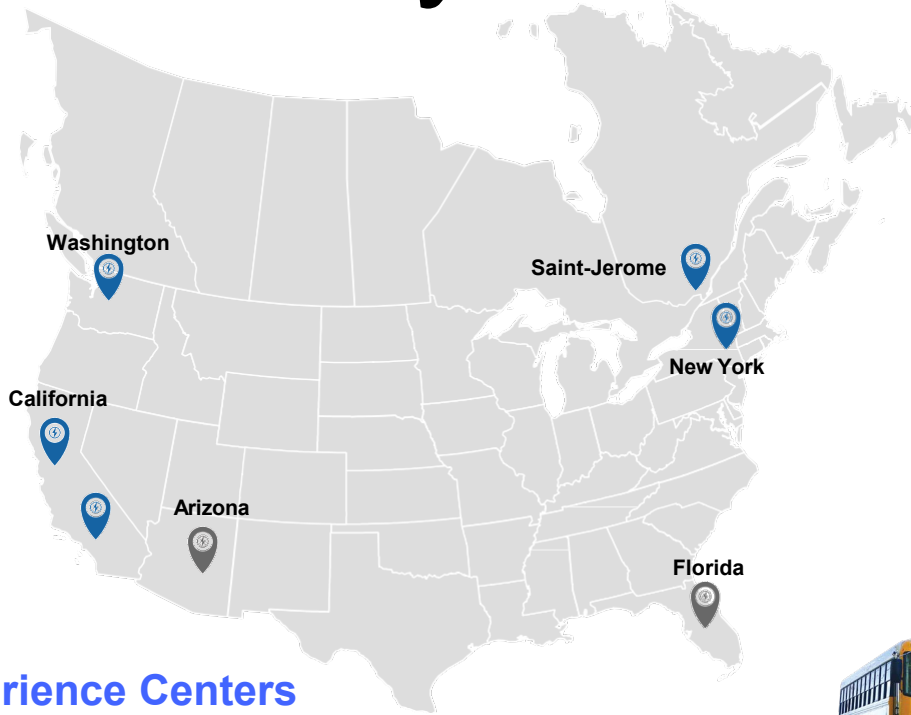 Washington
Saint-Jerome
New York
California
Arizona
Florida
rience Centers